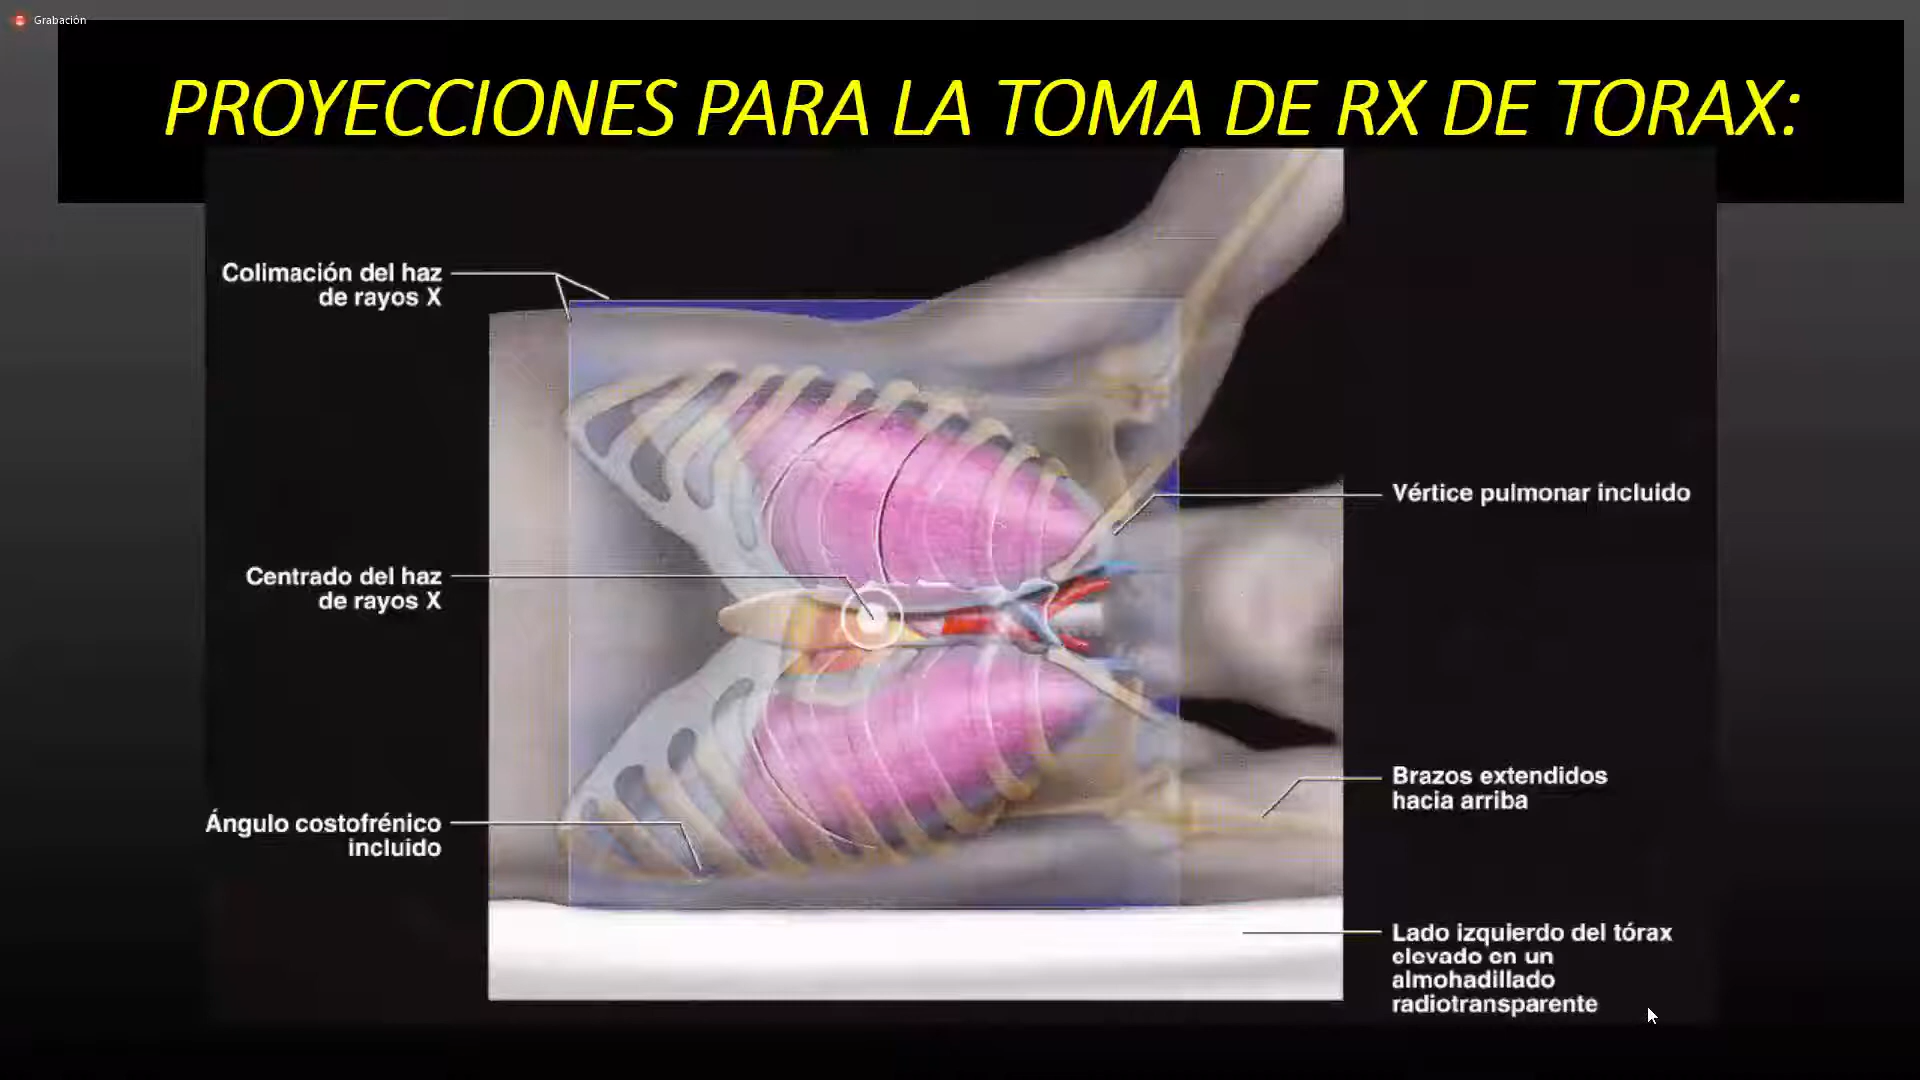 Grabación
PROYECCIONES PARA LA TOMA DE RX DE TORAX:
Colimación del haz
de rayos X
Vértice pulmonar incluido
Centrado del haz
de rayos X
Brazos extendidos
hacia arriba
Ángulo costofrénico
incluido
Lado izquierdo del tórax
elevado en un
almohadillado
radiotransparente